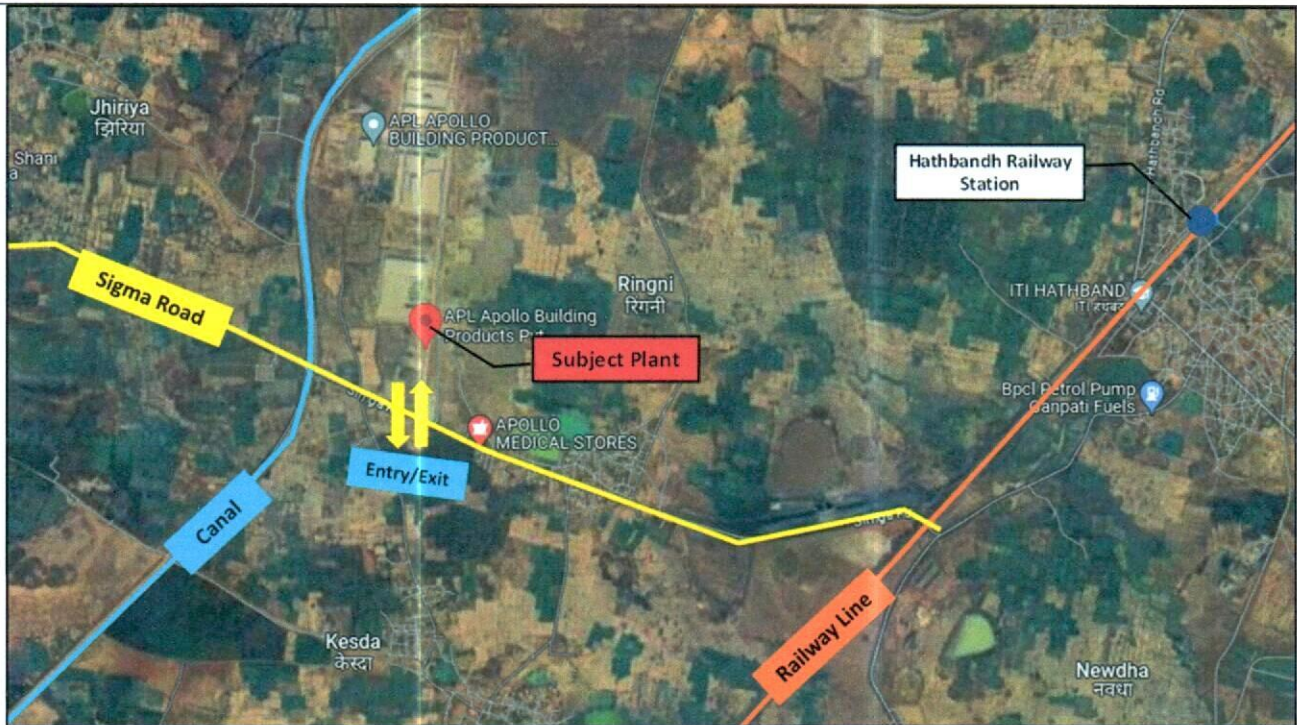 Jhiriya
झिरिया
Shani
a
APL APOLLO
BUILDING PRODUCT...
Hathbandh Rd
Hathbandh Railway
Station
Sigma Road
Ringni
रिंगनी
ITI HATHBAND
APL Apollo Building
Products Pvt
Subject Plant
Bpcl Petrol Pump
Ganpati Fuels
APOLLO
MEDICAL STORES
Entry/Exit
Canal
Railway Line
Kesda
केस्दा
Newdha
नवधा